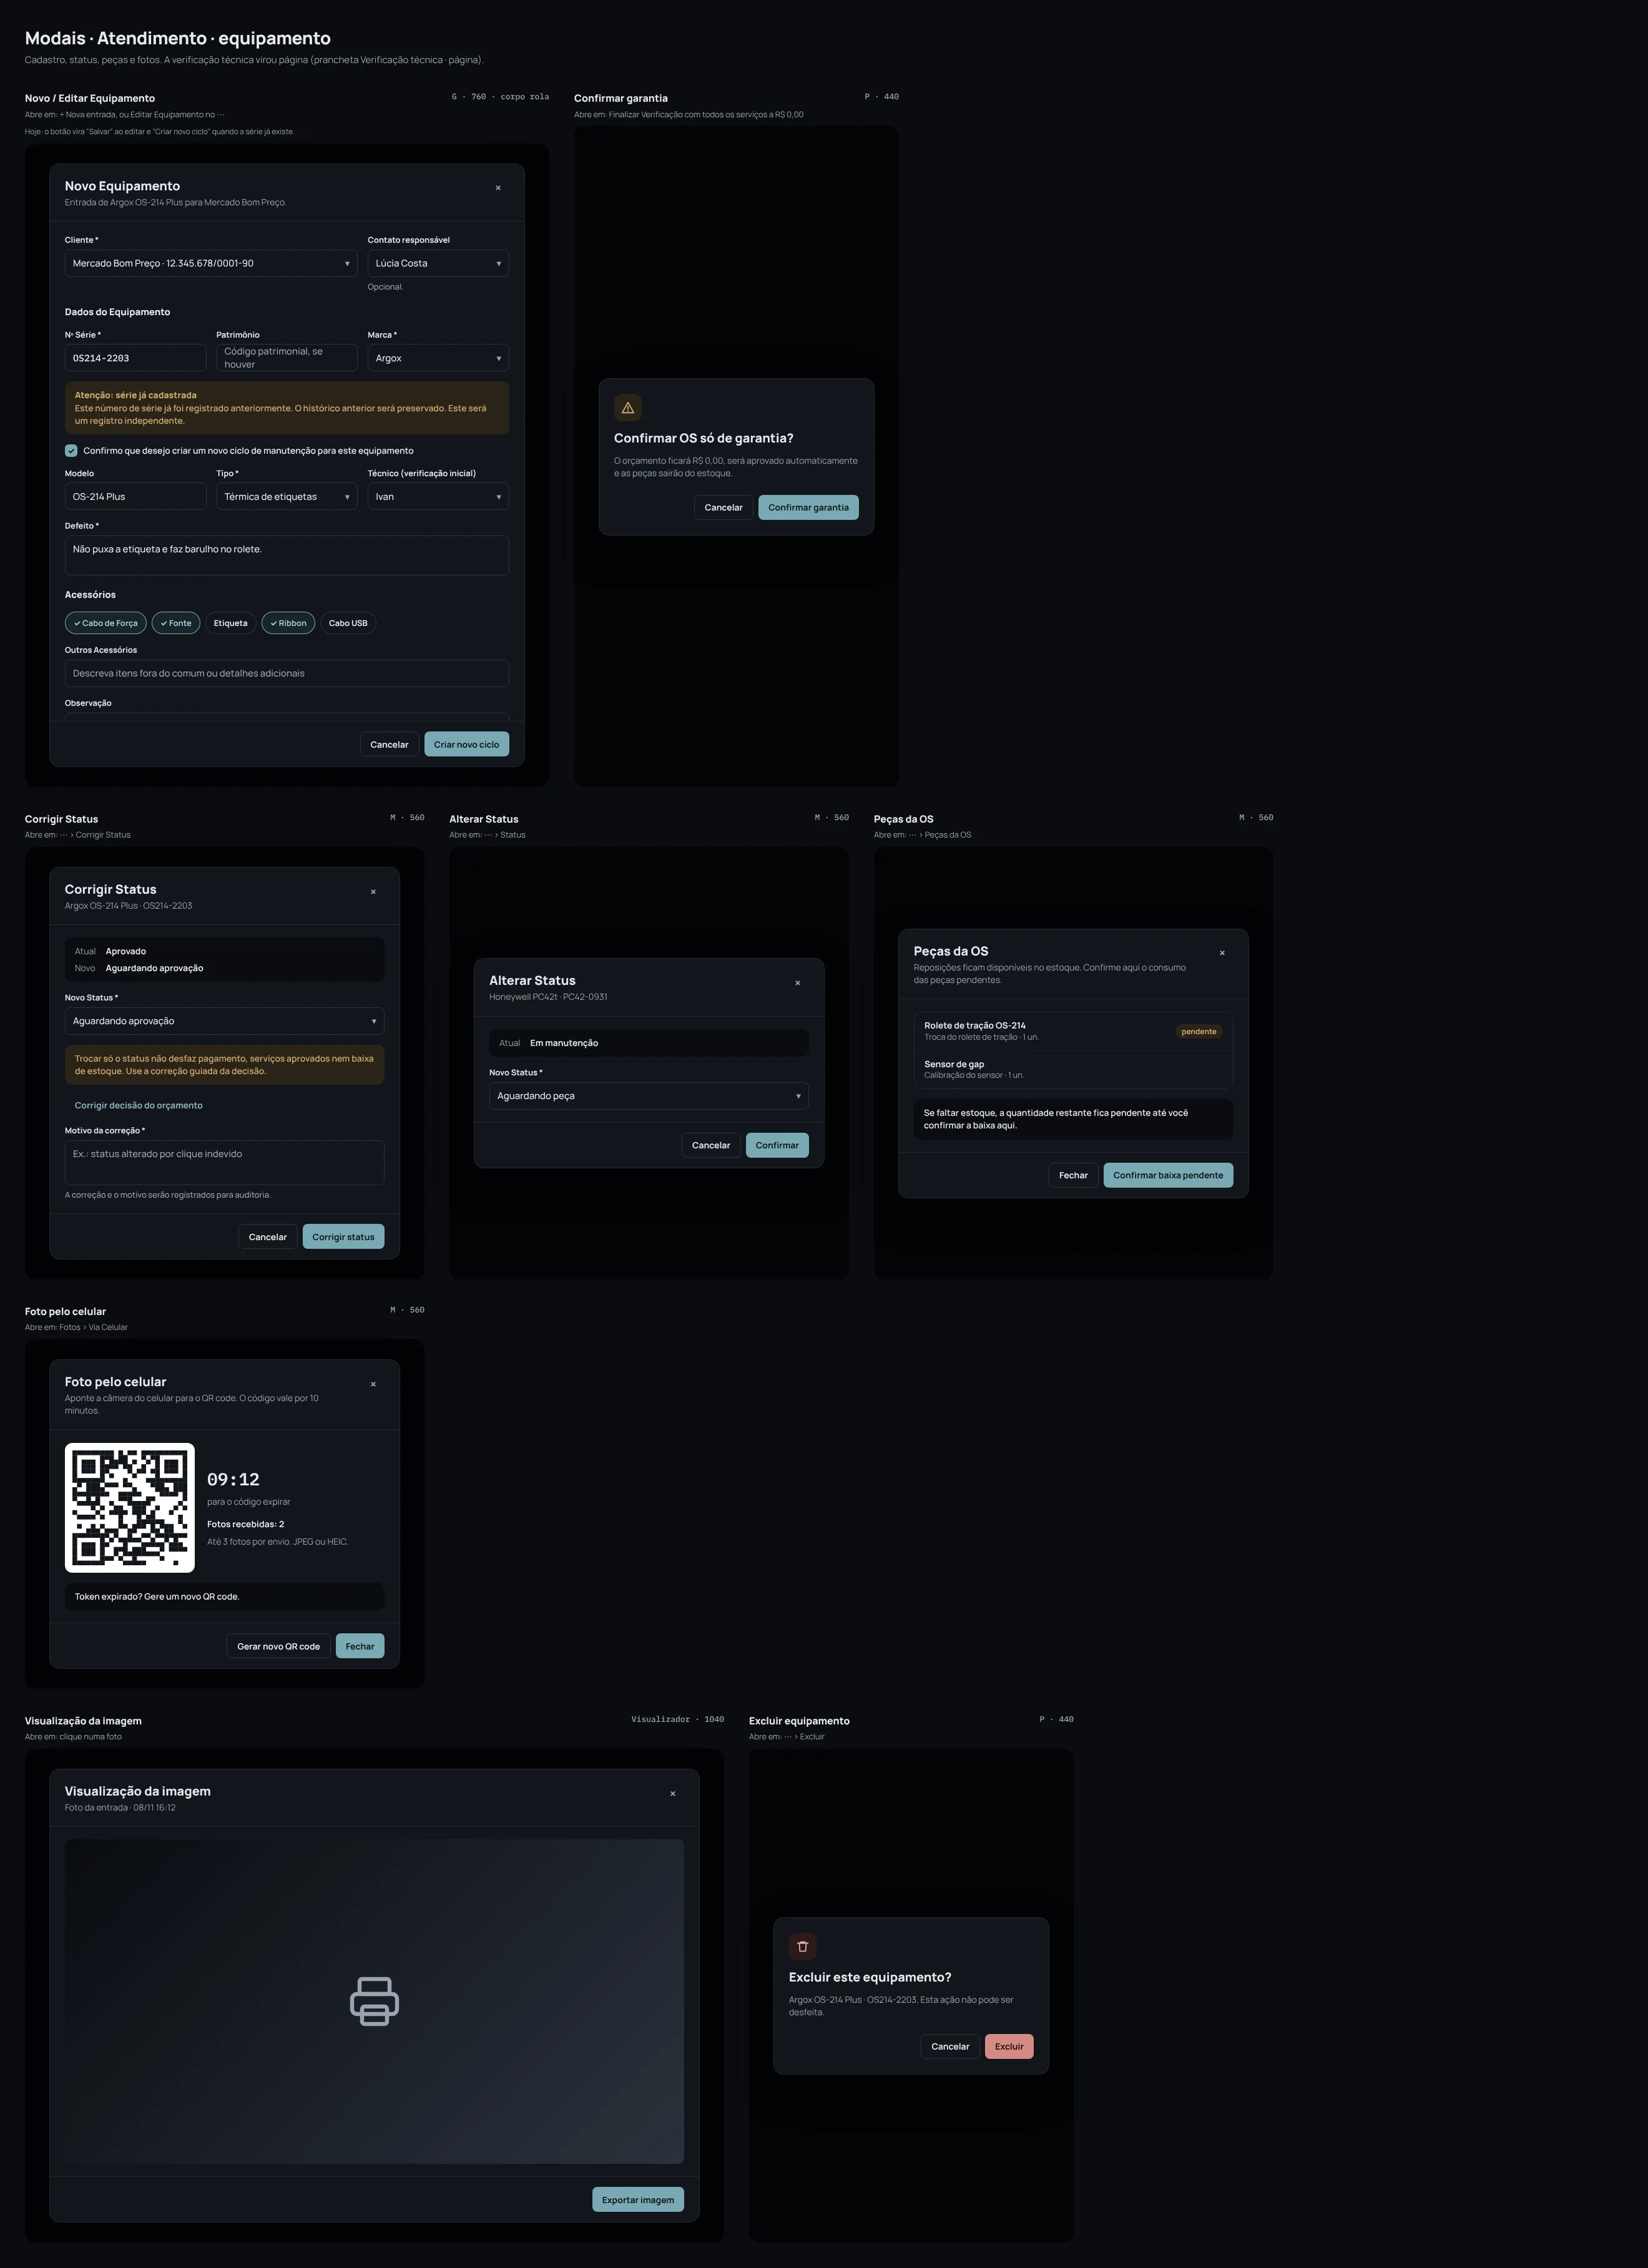 Modais · Atendimento · equipamento
Cadastro, status, peças e fotos. A verificação técnica virou página (prancheta Verificação técnica · página).
Novo / Editar Equipamento
G · 760 · corpo rola
Abre em: + Nova entrada, ou Editar Equipamento no ⋯
Hoje: o botão vira "Salvar" ao editar e "Criar novo ciclo" quando a série já existe.
Novo Equipamento
×
Entrada de Argox OS-214 Plus para Mercado Bom Preço.
Cliente *
Contato responsável
Mercado Bom Preço · 12.345.678/0001-90 ▾
Lúcia Costa ▾
Opcional.
Dados do Equipamento
Nº Série *
Patrimônio
Marca *
OS214-2203
Código patrimonial, se
houver
Argox ▾
Atenção: série já cadastrada
Este número de série já foi registrado anteriormente. O histórico anterior será preservado. Este será
um registro independente.
Confirmo que desejo criar um novo ciclo de manutenção para este equipamento
Modelo
Tipo *
Técnico (verificação inicial)
OS-214 Plus
Térmica de etiquetas ▾
Ivan ▾
Defeito *
Não puxa a etiqueta e faz barulho no rolete.
Acessórios
✓ Cabo de Força
✓ Fonte
Etiqueta
✓ Ribbon
Cabo USB
Outros Acessórios
Descreva itens fora do comum ou detalhes adicionais
Observação
Cancelar
Criar novo ciclo
Confirmar garantia
P · 440
Abre em: Finalizar Verificação com todos os serviços a R$ 0,00
Confirmar OS só de garantia?
O orçamento ficará R$ 0,00, será aprovado automaticamente
e as peças sairão do estoque.
Cancelar
Confirmar garantia
Corrigir Status
M · 560
Abre em: ⋯ › Corrigir Status
Corrigir Status
×
Argox OS-214 Plus · OS214-2203
Atual Aprovado
Novo Aguardando aprovação
Novo Status *
Aguardando aprovação ▾
Trocar só o status não desfaz pagamento, serviços aprovados nem baixa
de estoque. Use a correção guiada da decisão.
Corrigir decisão do orçamento
Motivo da correção *
Ex.: status alterado por clique indevido
A correção e o motivo serão registrados para auditoria.
Cancelar
Corrigir status
Alterar Status
M · 560
Abre em: ⋯ › Status
Alterar Status
×
Honeywell PC42t · PC42-0931
Atual Em manutenção
Novo Status *
Aguardando peça ▾
Cancelar
Confirmar
Peças da OS
M · 560
Abre em: ⋯ › Peças da OS
Peças da OS
×
Reposições ficam disponíveis no estoque. Confirme aqui o consumo
das peças pendentes.
Rolete de tração OS-214
Troca do rolete de tração · 1 un.
pendente
Sensor de gap
Calibração do sensor · 1 un.
Se faltar estoque, a quantidade restante fica pendente até você
confirmar a baixa aqui.
Fechar
Confirmar baixa pendente
Foto pelo celular
M · 560
Abre em: Fotos › Via Celular
Foto pelo celular
×
Aponte a câmera do celular para o QR code. O código vale por 10
minutos.
09:12
para o código expirar
Fotos recebidas: 2
Até 3 fotos por envio. JPEG ou HEIC.
Token expirado? Gere um novo QR code.
Gerar novo QR code
Fechar
Visualização da imagem
Visualizador · 1040
Abre em: clique numa foto
Visualização da imagem
×
Foto da entrada · 08/11 16:12
Exportar imagem
Excluir equipamento
P · 440
Abre em: ⋯ › Excluir
Excluir este equipamento?
Argox OS-214 Plus · OS214-2203. Esta ação não pode ser
desfeita.
Cancelar
Excluir